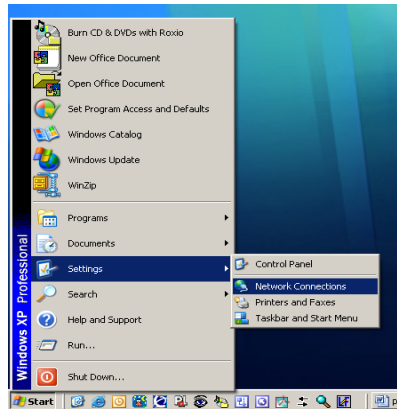 Burn CD & DVDs with Roxio
New Office Document
Open Office Document
Set Program Access and Defaults
Windows Catalog
Windows Update
WinZip
Programs
Documents
Settings
Search
Help and Support
Run...
Shut Down...
Windows XP Professional
Control Panel
Network Connections
Printers and Faxes
Taskbar and Start Menu
Start